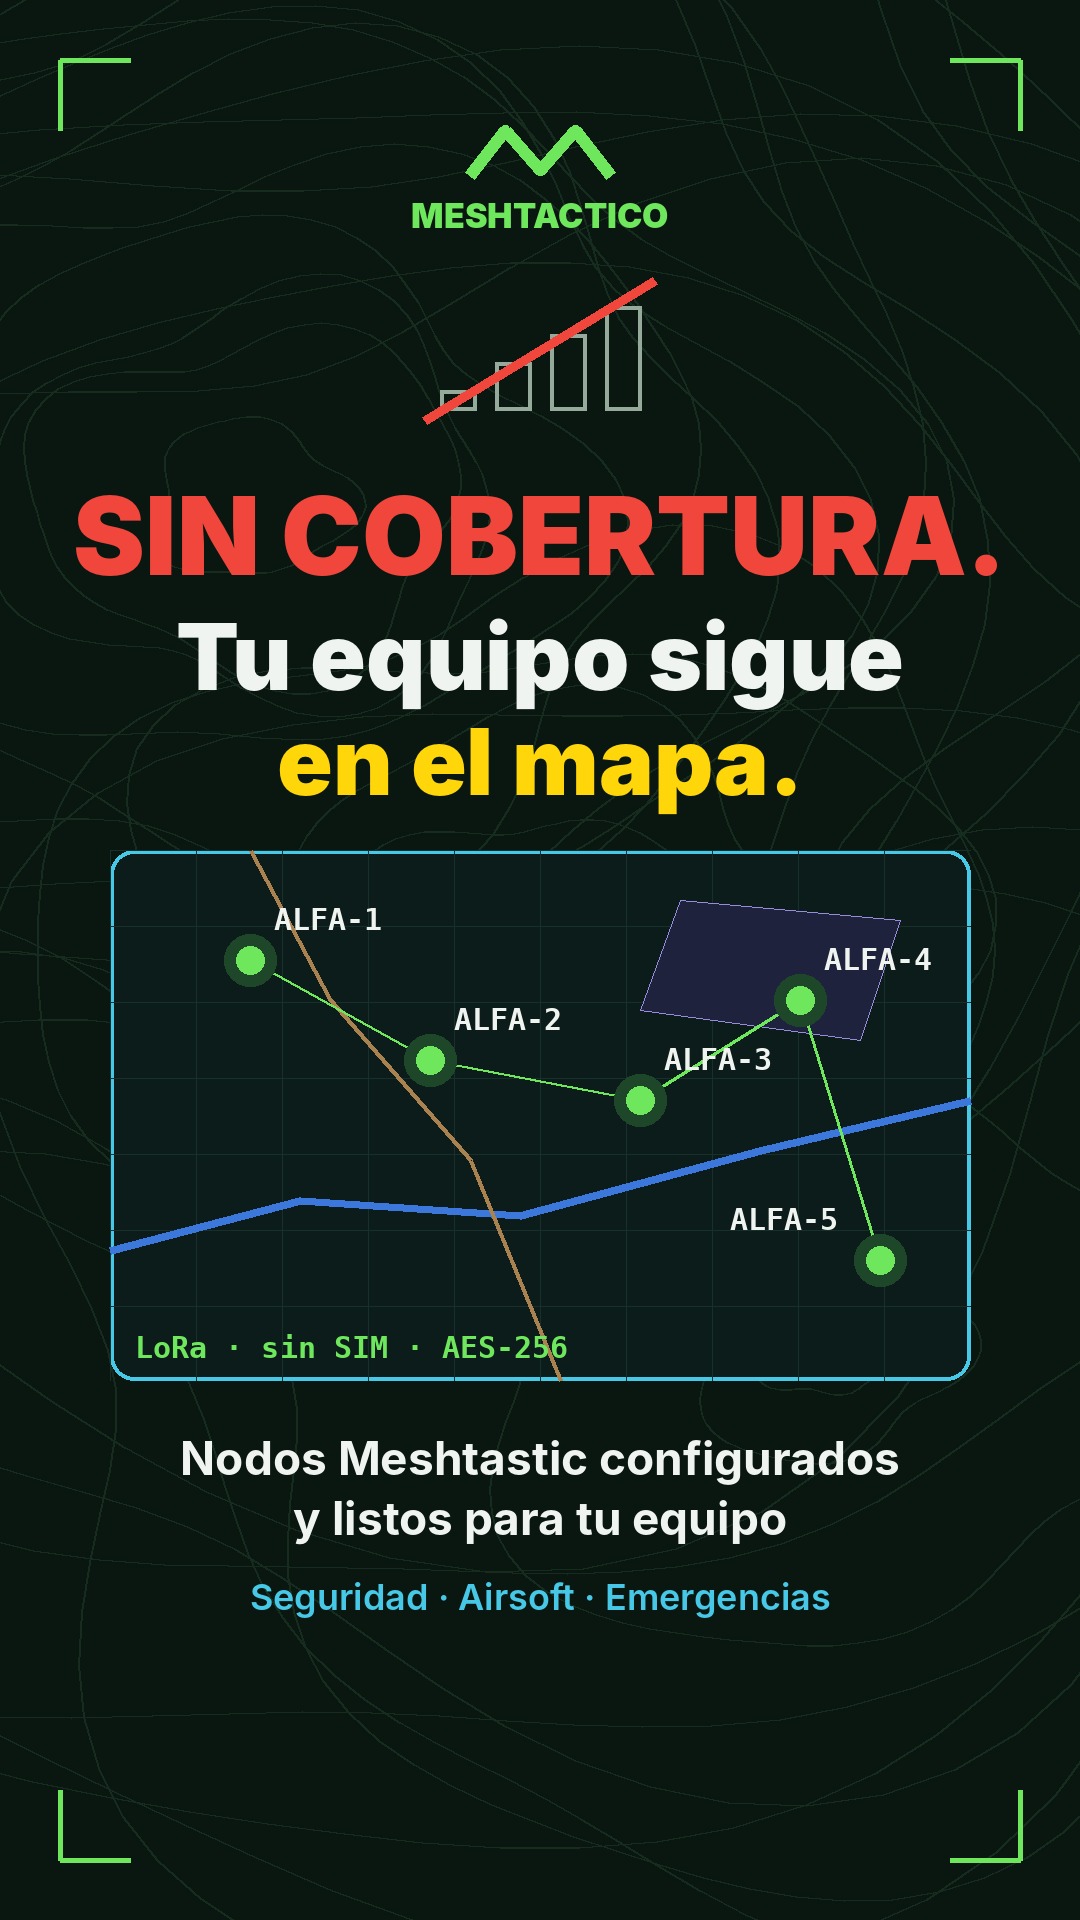 MESHTACTICO
SIN COBERTURA.
Tu equipo sigue
en el mapa.
ALFA-1
ALFA-4
ALFA-2
ALFA-3
ALFA-5
LoRa · sin SIM · AES-256
Nodos Meshtastic configurados
y listos para tu equipo
Seguridad · Airsoft · Emergencias